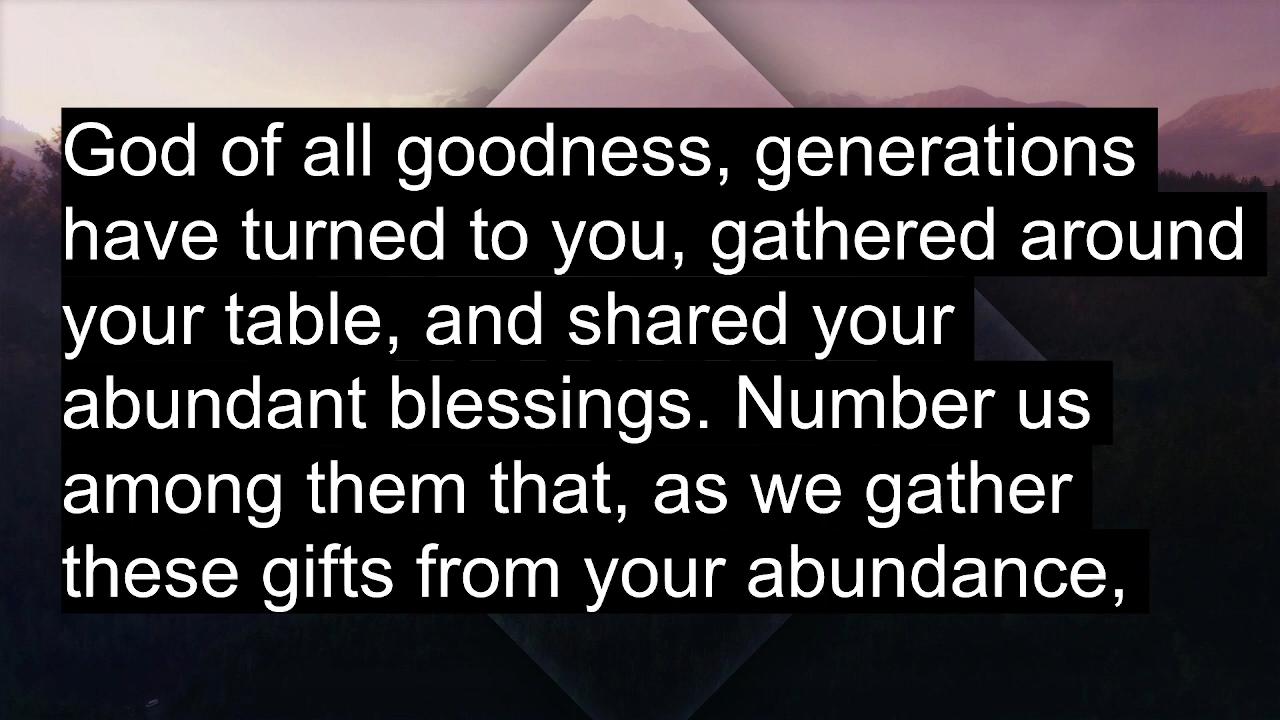 God of all goodness, generations
have turned to you, gathered around
your table, and shared your
abundant blessings. Number us
among them that, as we gather
these gifts from your abundance,